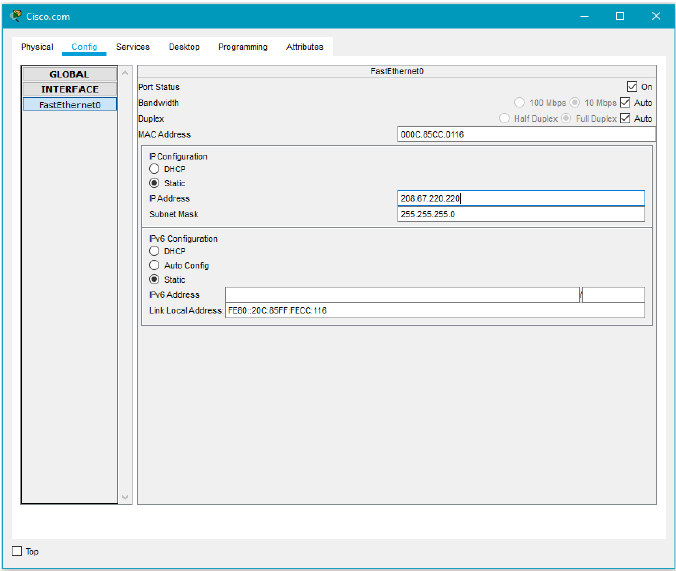 Cisco.com
Physical Config Services Desktop Programming Attributes
GLOBAL
INTERFACE
FastEthernet0
FastEthernet0
Port Status On
Bandwidth 100 Mbps 10 Mbps Auto
Duplex Half Duplex Full Duplex Auto
MAC Address 000C.85CC.0116
IP Configuration
DHCP
Static
IP Address 208.67.220.220
Subnet Mask 255.255.255.0
IPv6 Configuration
DHCP
Auto Config
Static
IPv6 Address /
Link Local Address: FE80::20C:85FF:FECC:116
Top